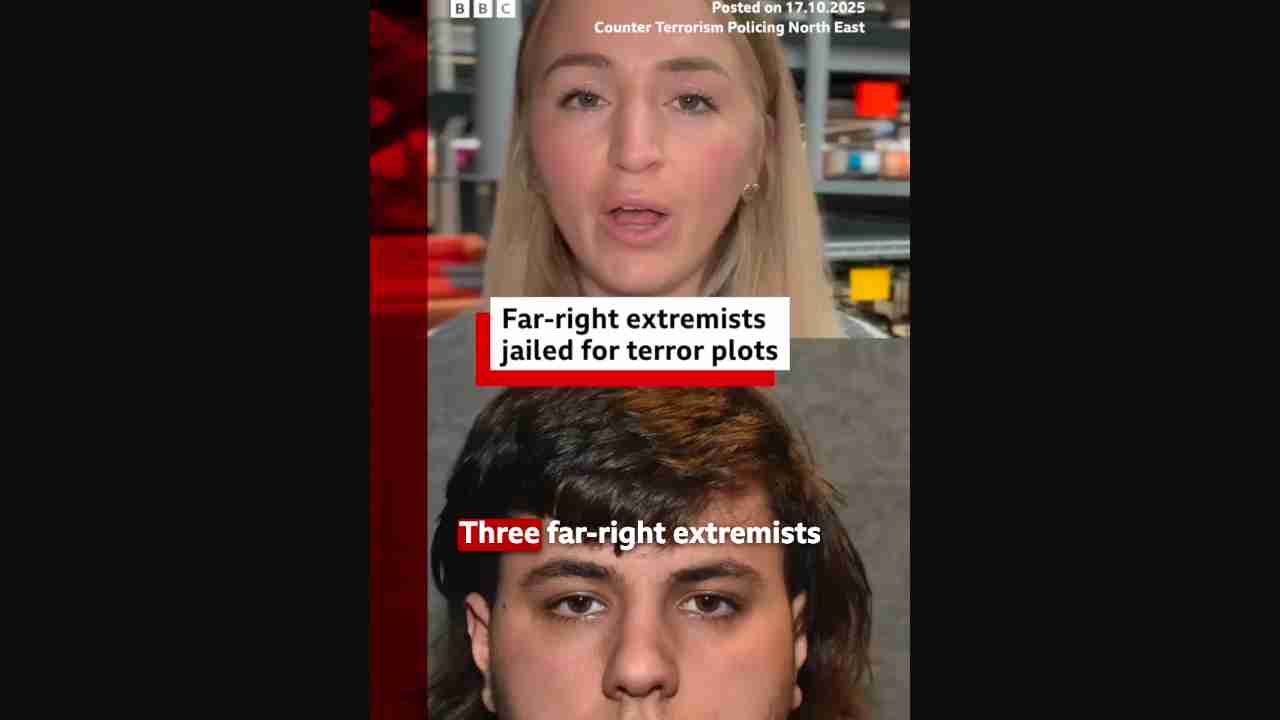 BBC
Posted on 17.10.2025
Counter Terrorism Policing North East
Far-right extremists
jailed for terror plots
Three far-right extremists